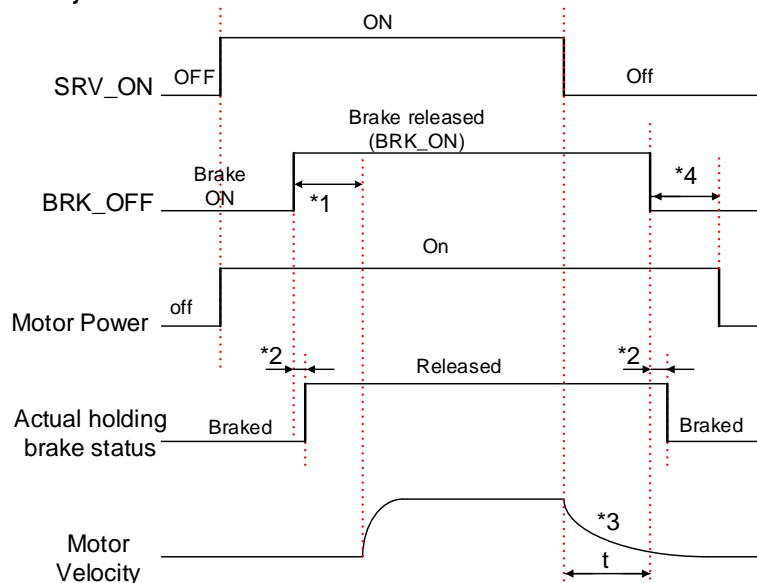 ON
SRV_ON
OFF
Off
Brake released
(BRK_ON)
Brake
ON
BRK_OFF
*1
*4
On
off
Motor Power
*2
Released
*2
Actual holding
brake status
Braked
Braked
*3
Motor
Velocity
t